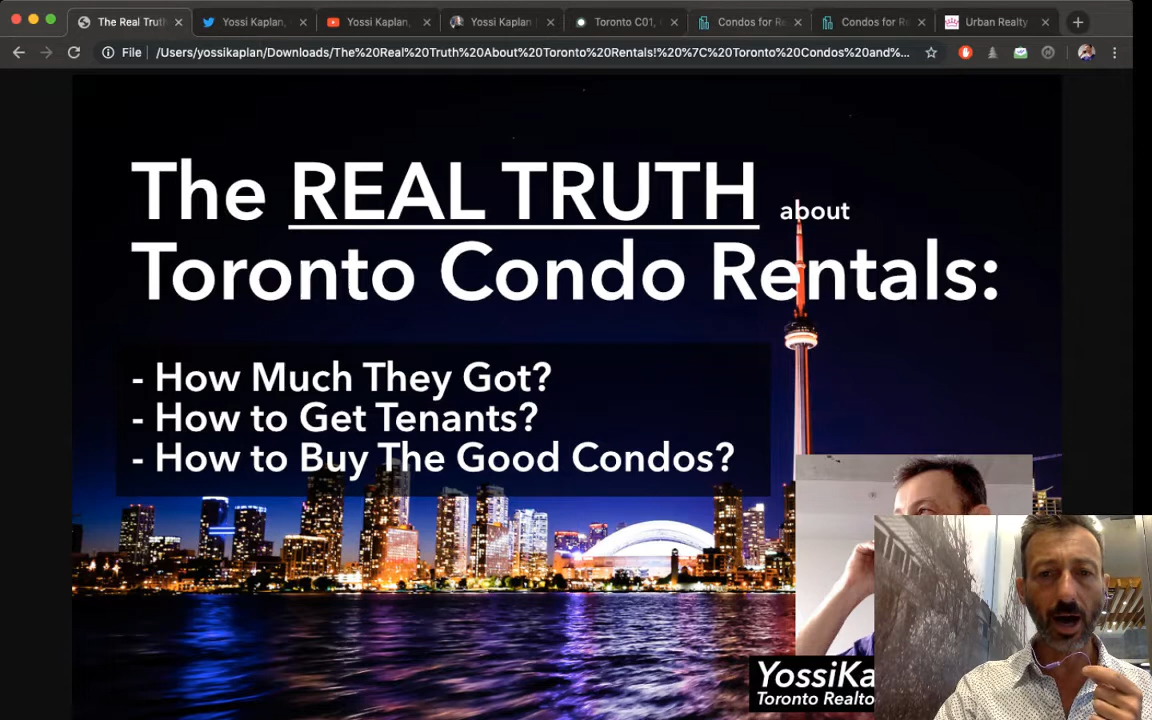 The Real Trut
Yossi Kaplan,
Yossi Kaplan,
Yossi Kaplan
Toronto C01,
Condos for Re
Condos for Re
Urban Realty
File
/Users/yossikaplan/Downloads/The%20Real%20Truth%20About%20Toronto%20Rentals!%20%7C%20Toronto%20Condos%20and%...
The REAL TRUTH about
Toronto Condo Rentals:
- How Much They Got?
- How to Get Tenants?
- How to Buy The Good Condos?
YossiKa
Toronto Realto